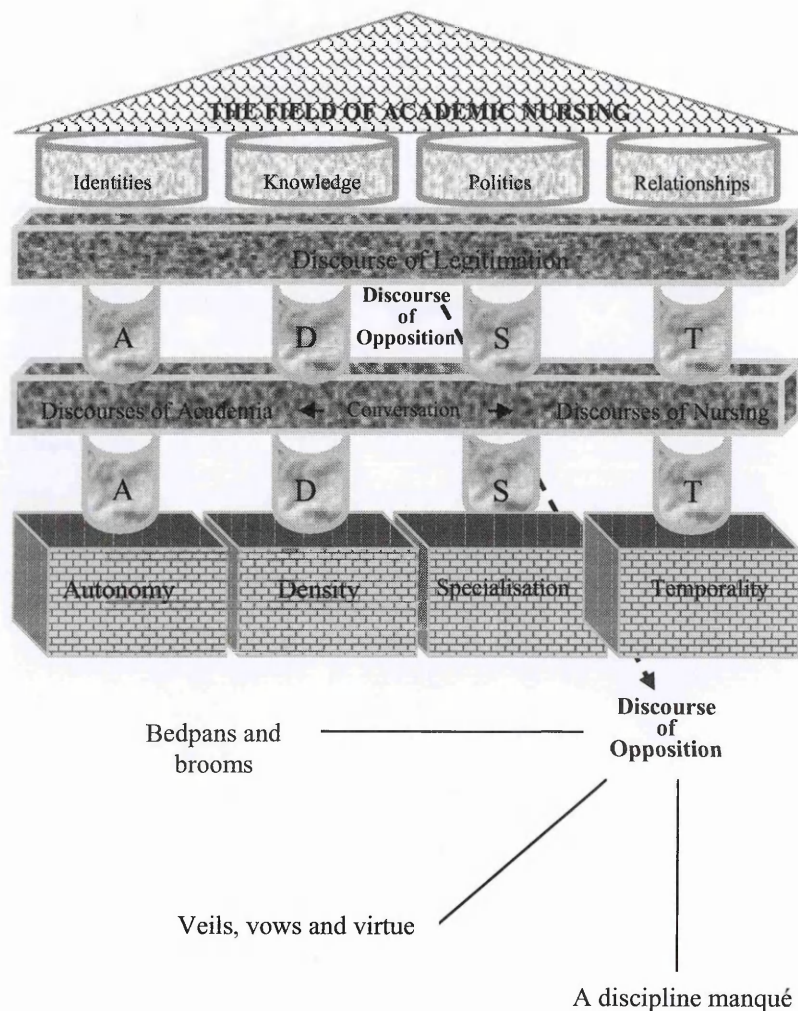 THE FIELD OF ACADEMIC NURSING
Identities Knowledge Politics Relationships
Discourse of Legitimation
Discourse
of
Opposition
A D S T
Discourses of Academia Conversation Discourses of Nursing
A D S T
Autonomy Density Specialisation Temporality
Discourse
of
Opposition
Bedpans and
brooms
Veils, vows and virtue
A discipline manqué